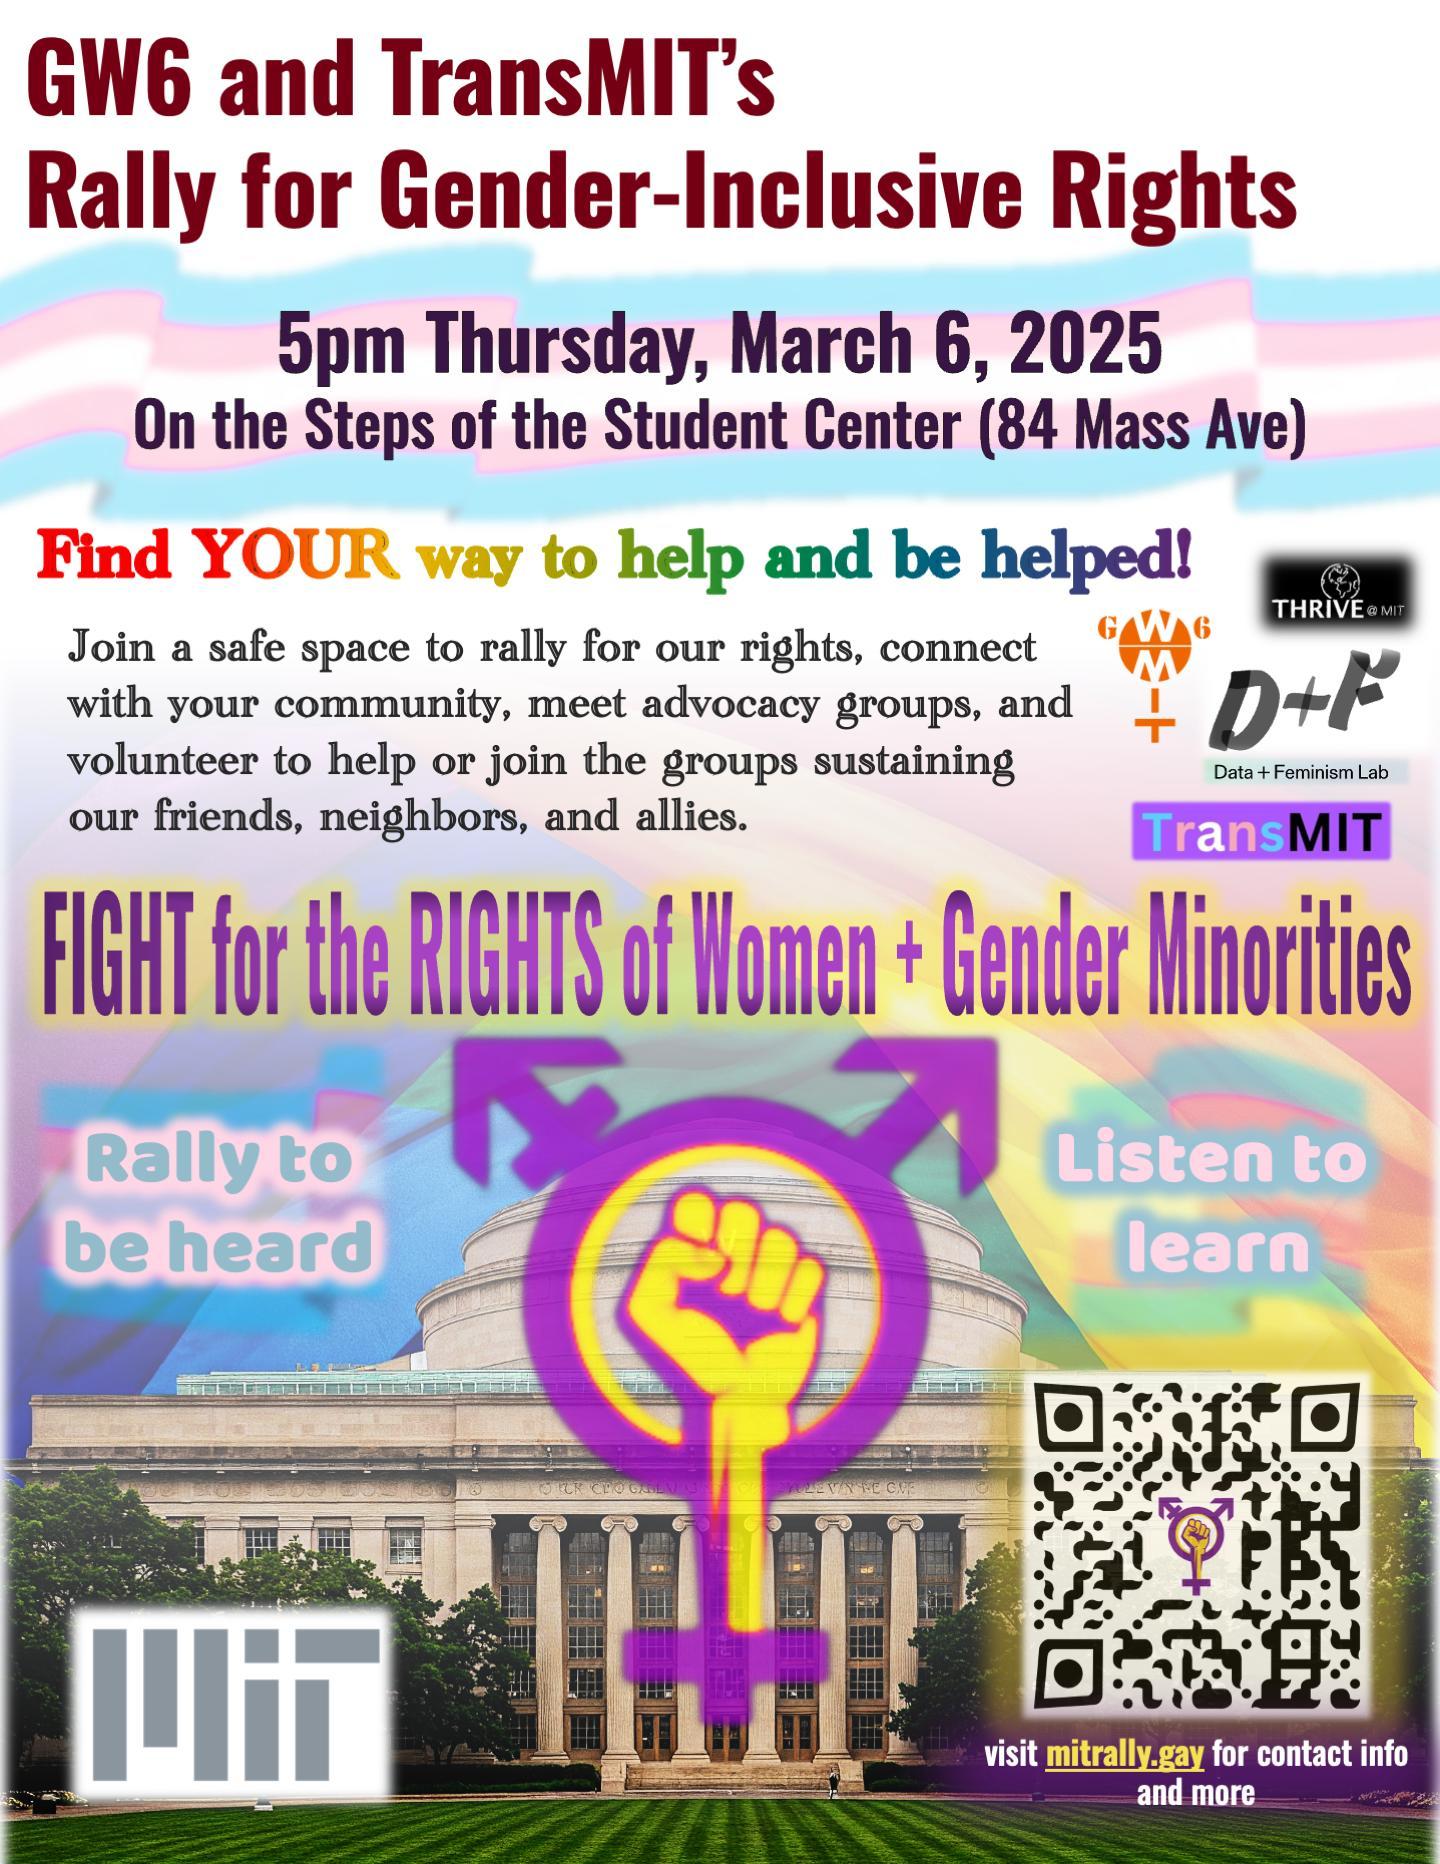 GW6 and TransMIT's
Rally for Gender-Inclusive Rights
5pm Thursday, March 6, 2025
On the Steps of the Student Center (84 Mass Ave)
Find YOUR way to help and be helped!
Join a safe space to rally for our rights, connect
with your community, meet advocacy groups, and
volunteer to help or join the groups sustaining
our friends, neighbors, and allies.
THRIVE @ MIT
G W 6
M
D+F
Data + Feminism Lab
TransMIT
FIGHT for the RIGHTS of Women + Gender Minorities
Rally to
be heard
Listen to
learn
MIT
visit mitrally.gay for contact info
and more